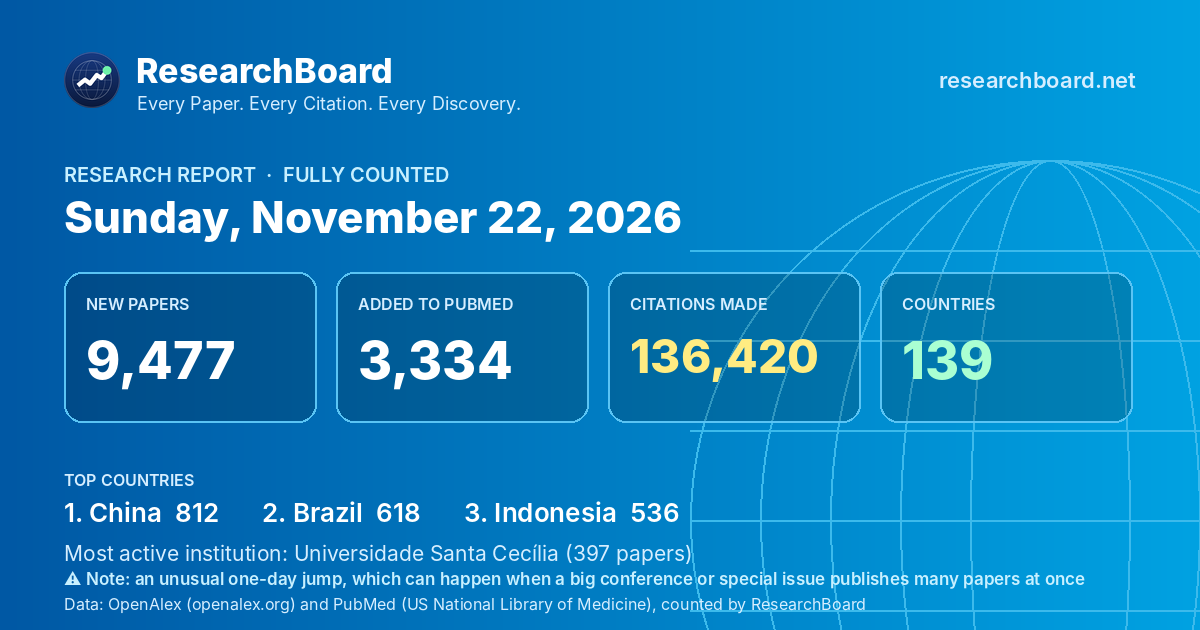 ResearchBoard
Every Paper. Every Citation. Every Discovery.
researchboard.net
RESEARCH REPORT · FULLY COUNTED
Sunday, November 22, 2026
NEW PAPERS
9,477
ADDED TO PUBMED
3,334
CITATIONS MADE
136,420
COUNTRIES
139
TOP COUNTRIES
1. China 812 2. Brazil 618 3. Indonesia 536
Most active institution: Universidade Santa Cecília (397 papers)
⚠ Note: an unusual one-day jump, which can happen when a big conference or special issue publishes many papers at once
Data: OpenAlex (openalex.org) and PubMed (US National Library of Medicine), counted by ResearchBoard